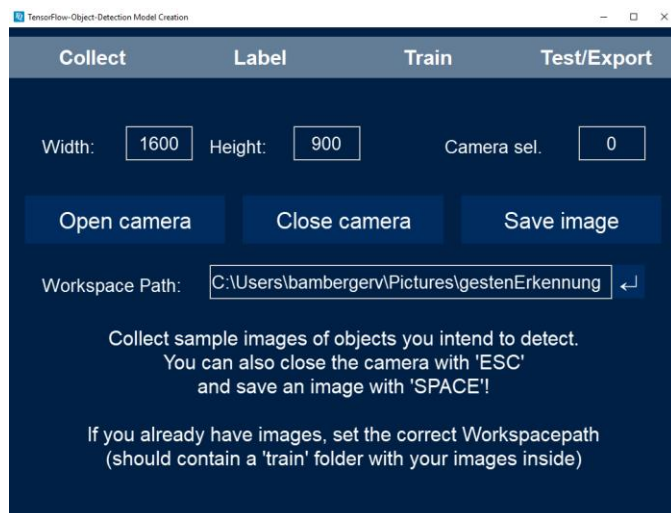 TensorFlow-Object-Detection Model Creation
Collect Label Train Test/Export
Width: 1600 Height: 900 Camera sel. 0
Open camera Close camera Save image
Workspace Path: C:\Users\bambergerv\Pictures\gestenErkennung
Collect sample images of objects you intend to detect.
You can also close the camera with 'ESC'
and save an image with 'SPACE'!
If you already have images, set the correct Workspacepath
(should contain a 'train' folder with your images inside)